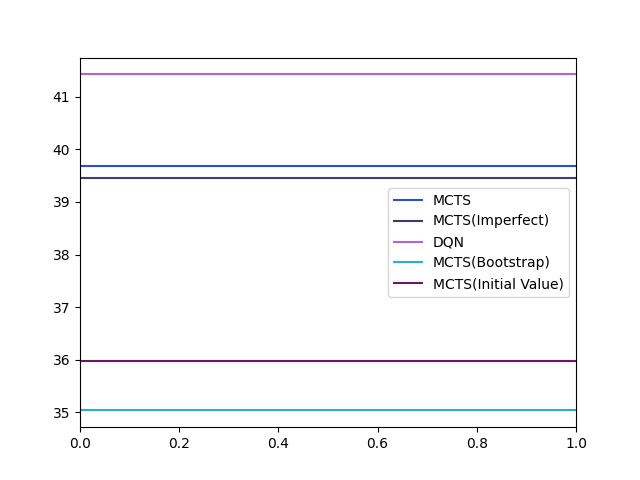 41
40
39
38
37
36
35
MCTS
MCTS(Imperfect)
DQN
MCTS(Bootstrap)
MCTS(Initial Value)
0.0 0.2 0.4 0.6 0.8 1.0